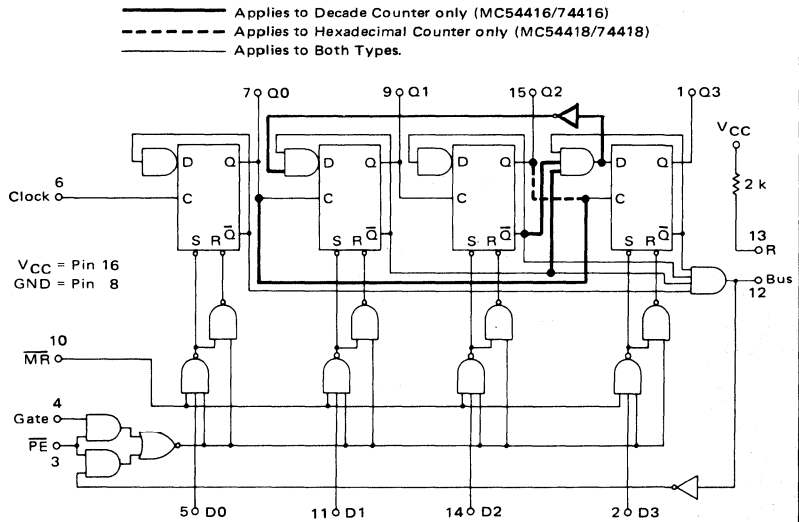 Applies to Decade Counter only (MC54416/74416)
Applies to Hexadecimal Counter only (MC54418/74418)
Applies to Both Types.
7 Q0
9 Q1
15 Q2
1 Q3
VCC
2 k
13
R
D Q
D Q
D Q
D Q
6
Clock
C
C
C
C
Q̅
Q̅
Q̅
Q̅
S R
S R
S R
S R
VCC = Pin 16
GND = Pin 8
Bus
12
10
M̅R̅
4
Gate
P̅E̅
3
5 D0
11 D1
14 D2
2 D3